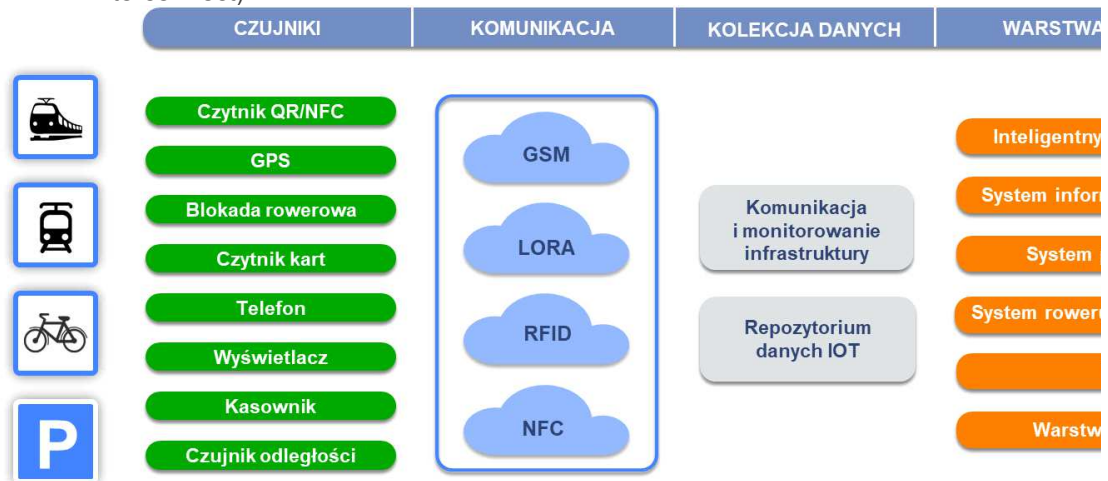 CZUJNIKI
KOMUNIKACJA
KOLEKCJA DANYCH
WARSTWA
Czytnik QR/NFC
GPS
Blokada rowerowa
Czytnik kart
Telefon
Wyświetlacz
Kasownik
Czujnik odległości
GSM
LORA
RFID
NFC
Komunikacja
i monitorowanie
infrastruktury
Repozytorium
danych IOT
Inteligentny
System infor
System
System roweru
Warstw
P